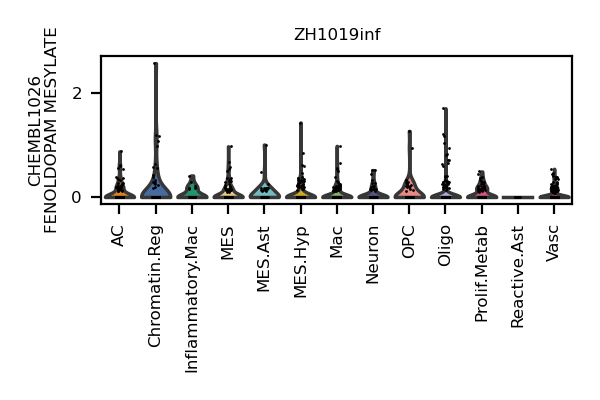 ZH1019inf
CHEMBL1026
FENOLDOPAM MESYLATE
2
0
AC
Chromatin.Reg
Inflammatory.Mac
MES
MES.Ast
MES.Hyp
Mac
Neuron
OPC
Oligo
Prolif.Metab
Reactive.Ast
Vasc